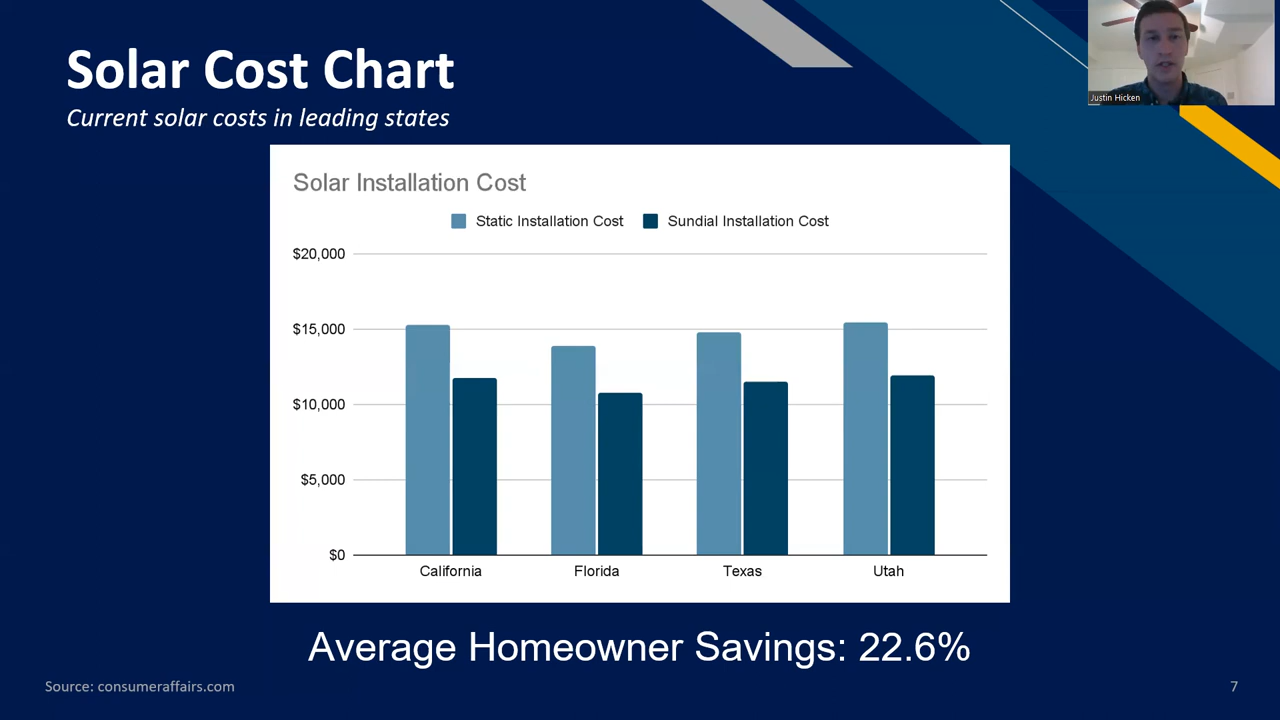 Solar Cost Chart
Current solar costs in leading states
Justin Hicken
Solar Installation Cost
Static Installation Cost
Sundial Installation Cost
$20,000
$15,000
$10,000
$5,000
$0
California
Florida
Texas
Utah
Average Homeowner Savings: 22.6%
Source: consumeraffairs.com
7